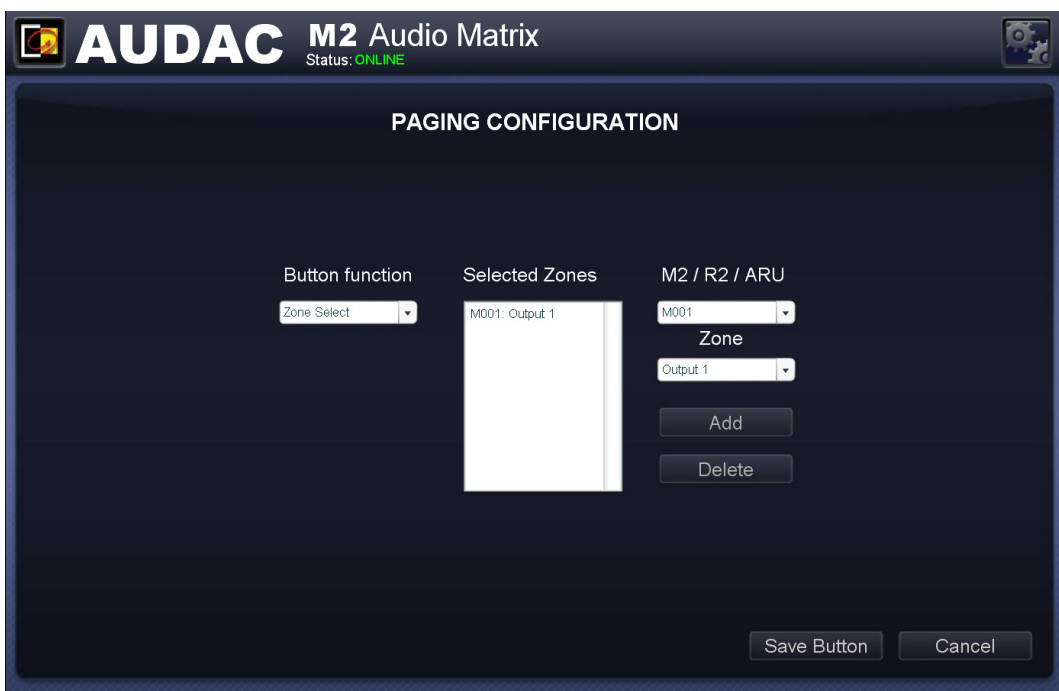 AUDAC M2 Audio Matrix
Status: ONLINE
PAGING CONFIGURATION
Button function Selected Zones M2 / R2 / ARU
Zone Select M001: Output 1 M001
Zone
Output 1
Add
Delete
Save Button Cancel